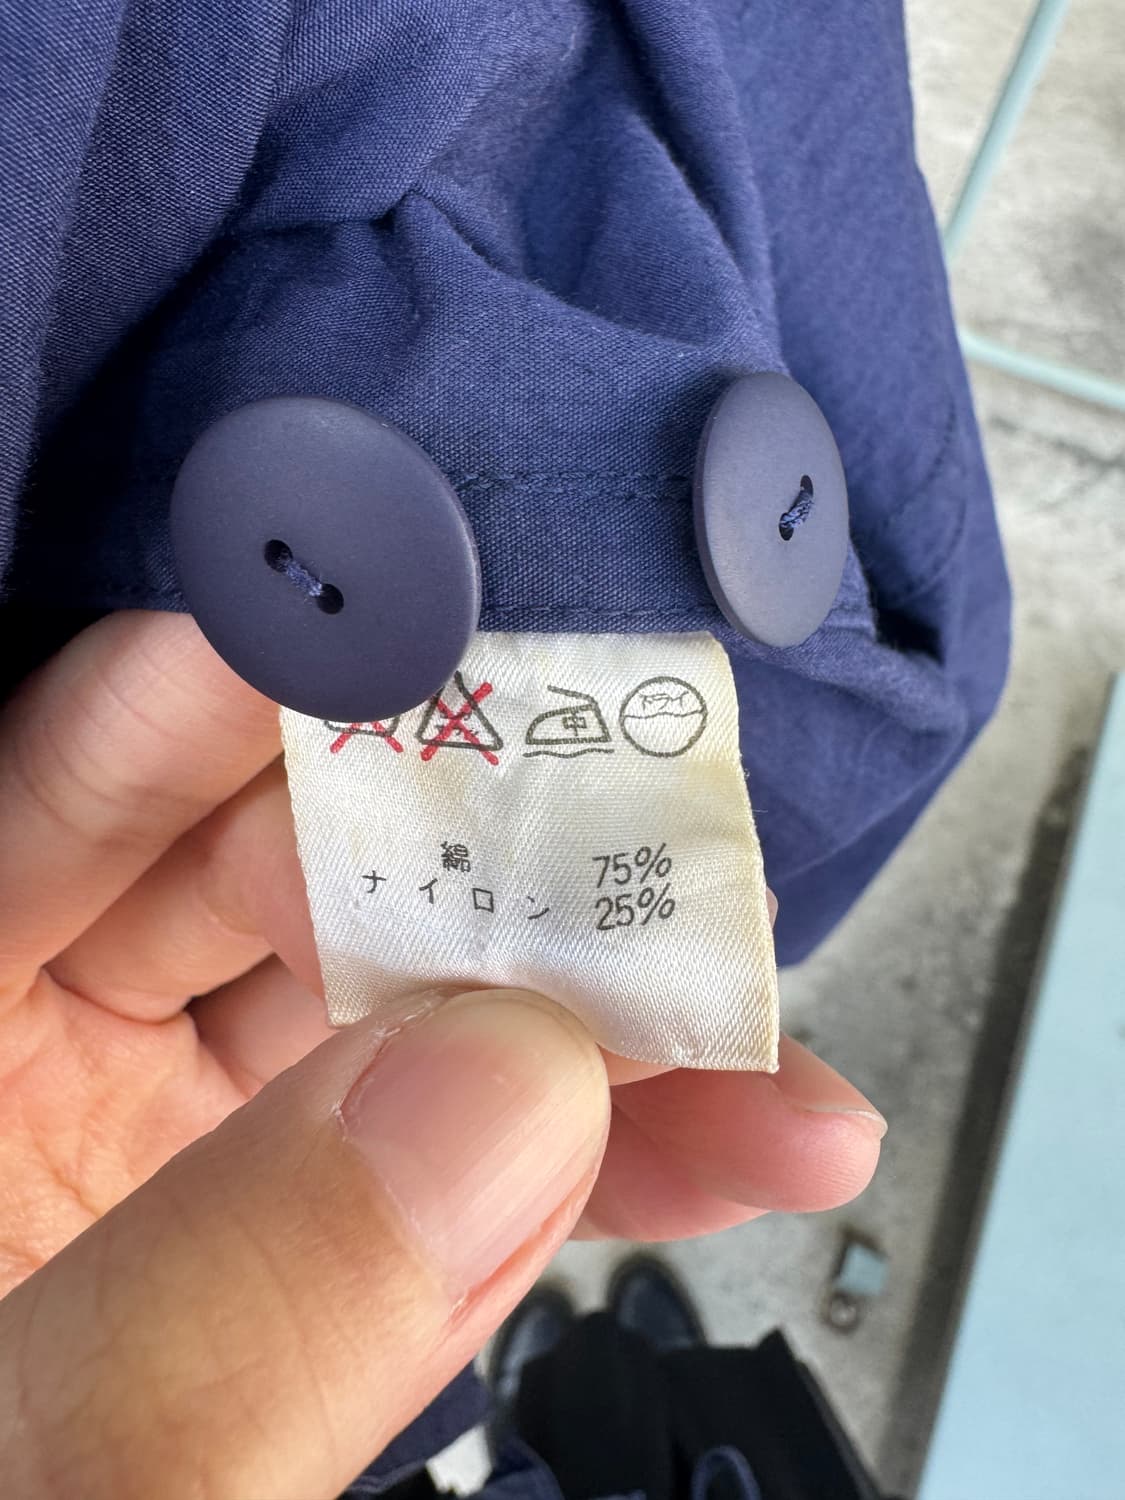 中 ドライ
綿 75%
ナイロン 25%